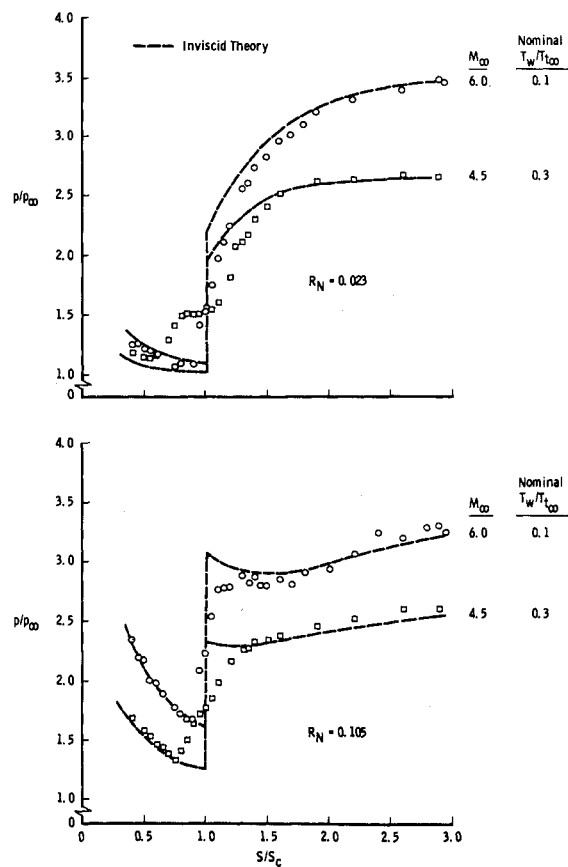 Inviscid Theory
Nominal
M∞ Tw/Tt∞
6.0 0.1
4.5 0.3
4.0
3.5
3.0
2.5
2.0
1.5
1.0
0
p/p∞
RN = 0.023
Nominal
M∞ Tw/Tt∞
6.0 0.1
4.5 0.3
4.0
3.5
3.0
2.5
2.0
1.5
1.0
0
p/p∞
RN = 0.105
0 0.5 1.0 1.5 2.0 2.5 3.0
S/Sc